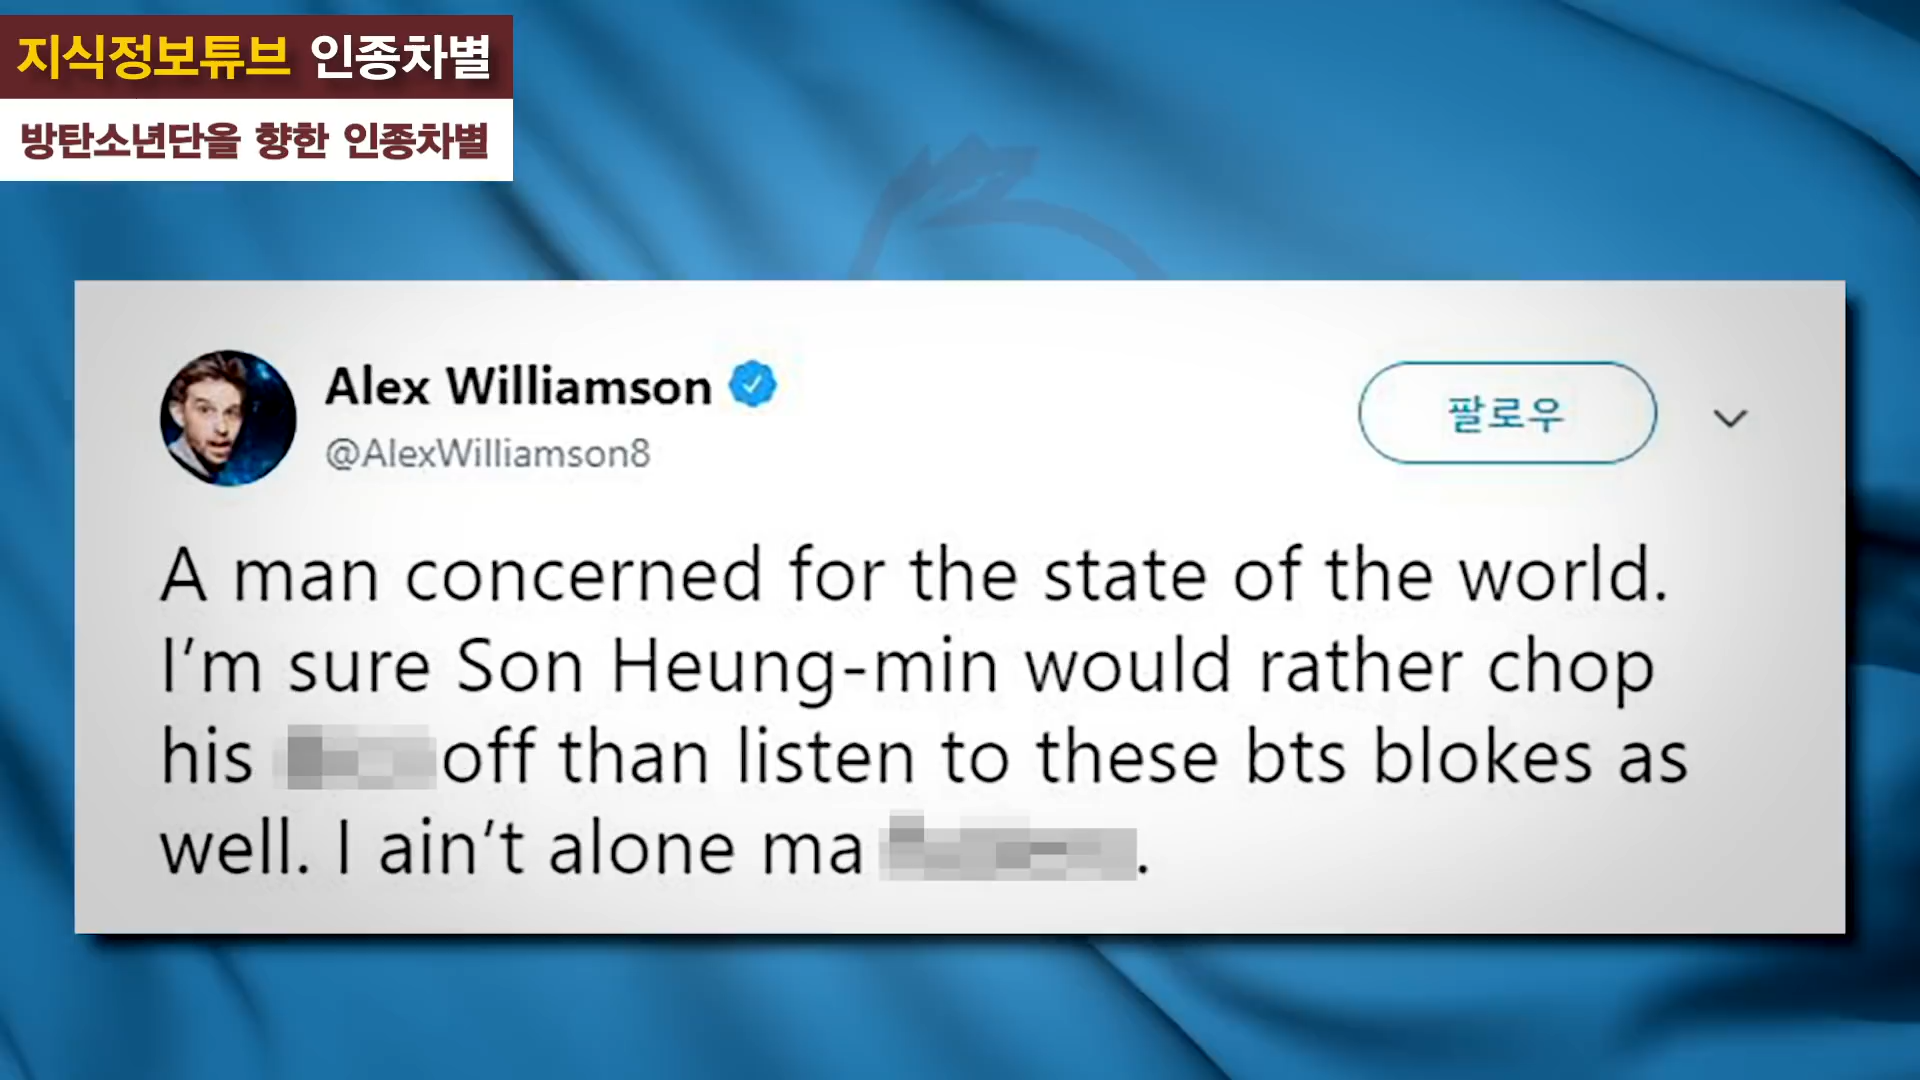 지식정보튜브 인종차별
방탄소년단을 향한 인종차별
Alex Williamson
@AlexWilliamson8
팔로우
A man concerned for the state of the world.
I'm sure Son Heung-min would rather chop
his off than listen to these bts blokes as
well. I ain't alone ma .